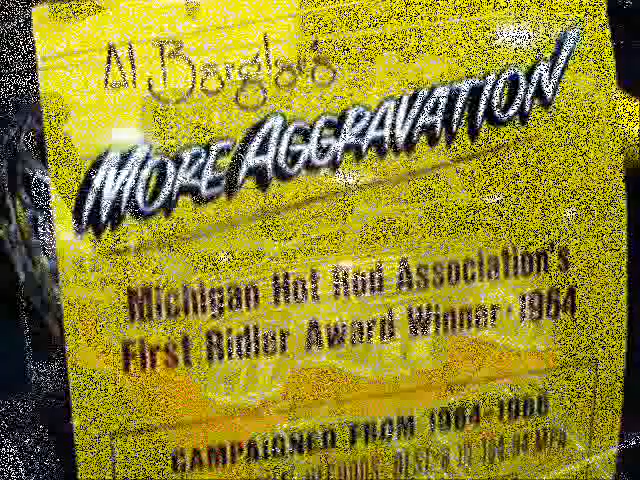 Al Bergler's
MORE AGGRAVATION
Michigan Hot Rod Association's
First Ridler Award Winner - 1964
CAMPAIGNED FROM 1964